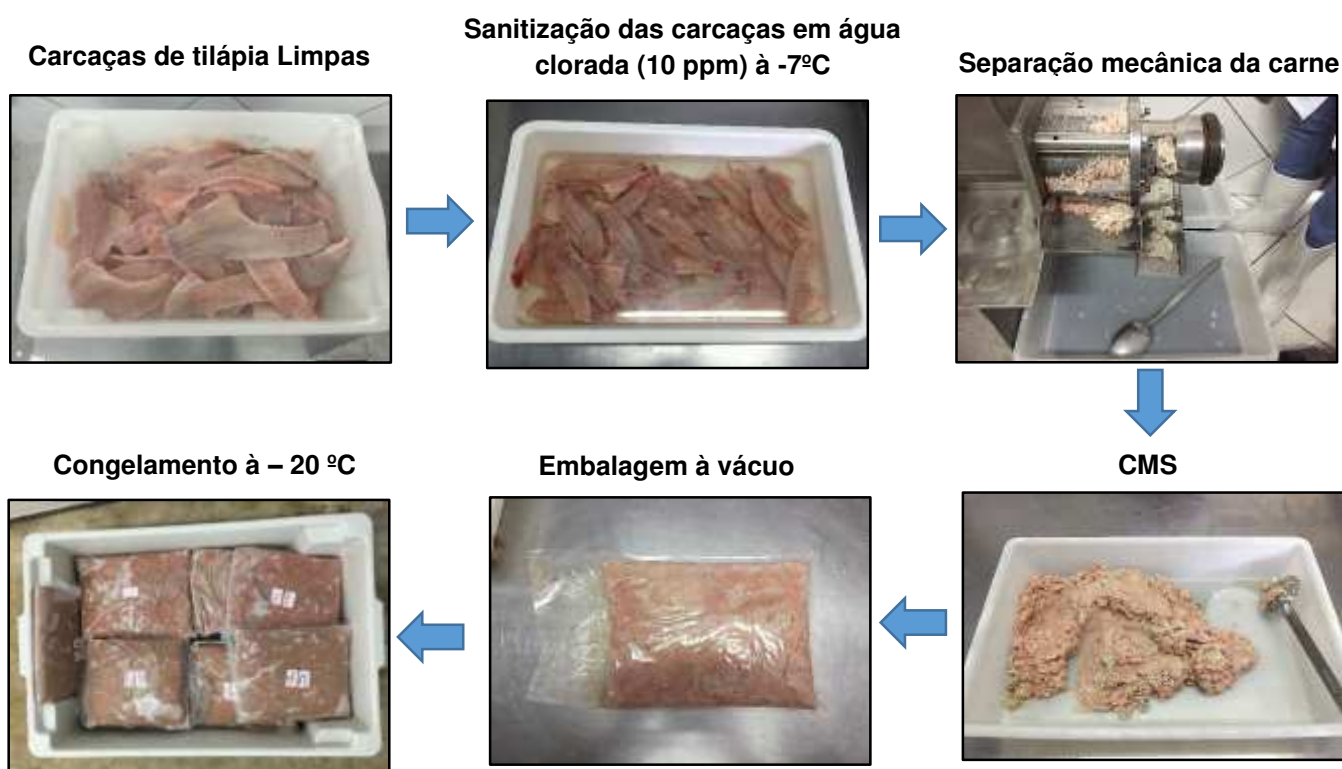 Carcaças de tilápia Limpas
Sanitização das carcaças em água
clorada (10 ppm) à -7ºC
Separação mecânica da carne
CMS
Embalagem à vácuo
Congelamento à – 20 ºC